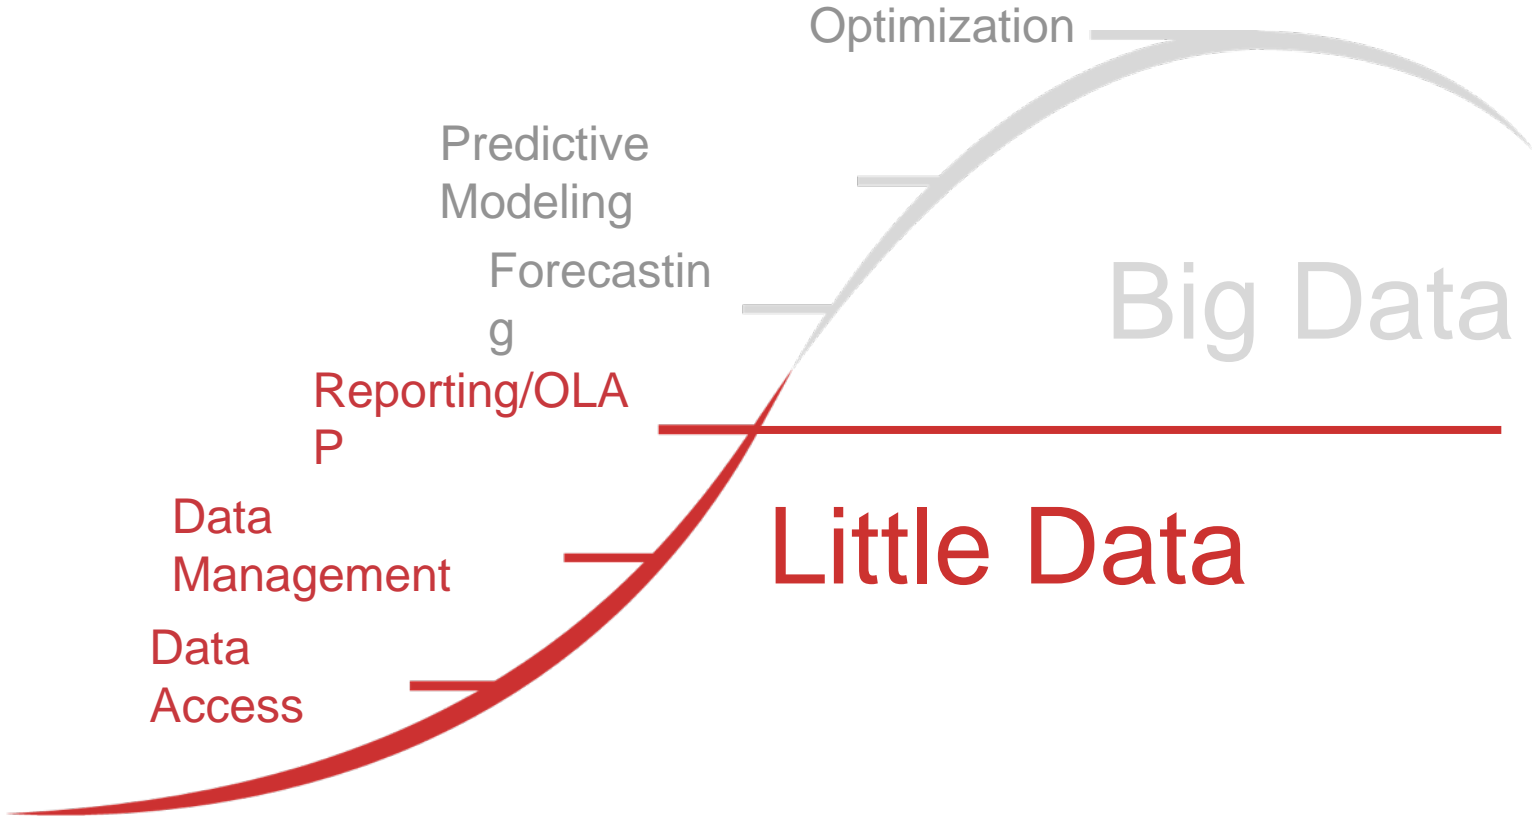 Optimization
Predictive
Modeling
Forecastin
g
Big Data
Reporting/OLA
P
Data
Management
Little Data
Data
Access